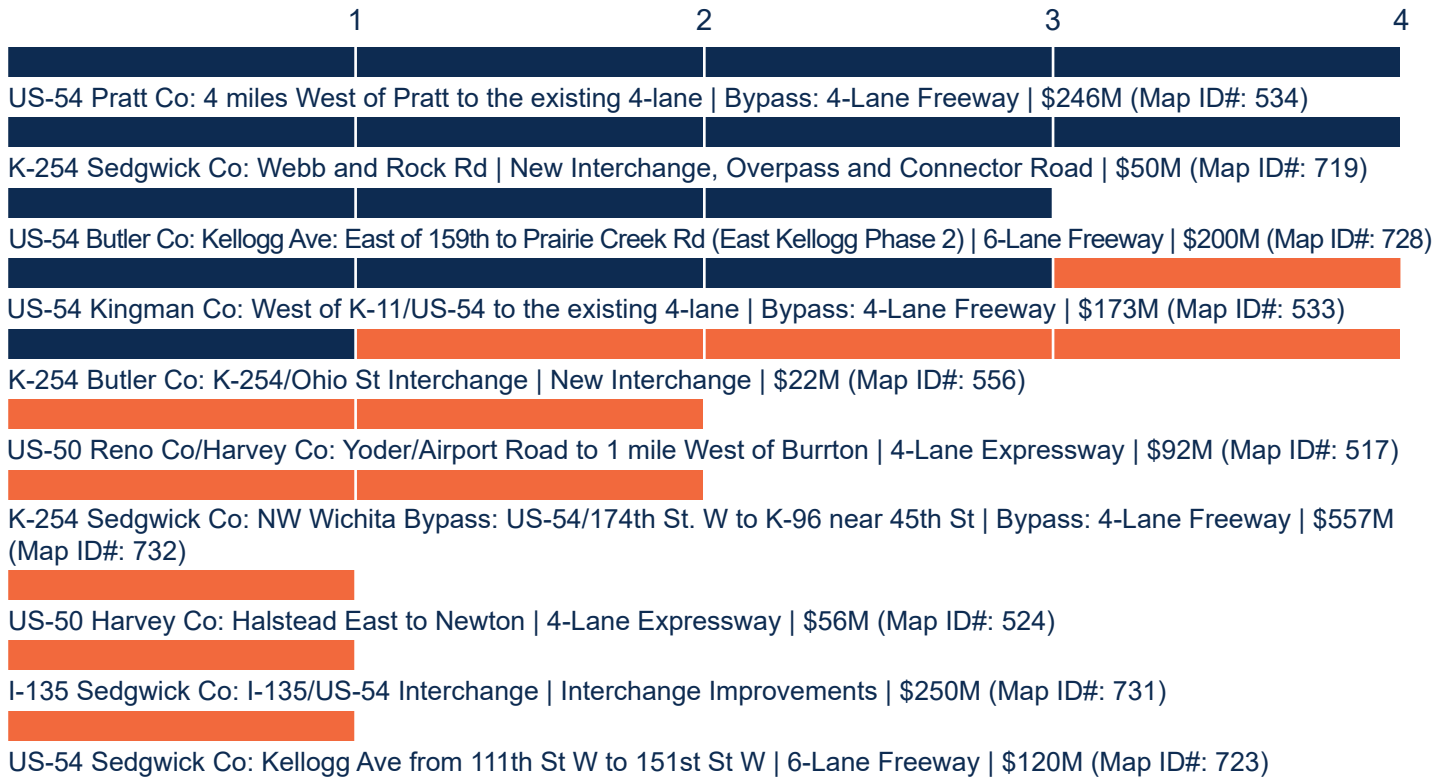 1 2 3 4
US-54 Pratt Co: 4 miles West of Pratt to the existing 4-lane | Bypass: 4-Lane Freeway | $246M (Map ID#: 534)
K-254 Sedgwick Co: Webb and Rock Rd | New Interchange, Overpass and Connector Road | $50M (Map ID#: 719)
US-54 Butler Co: Kellogg Ave: East of 159th to Prairie Creek Rd (East Kellogg Phase 2) | 6-Lane Freeway | $200M (Map ID#: 728)
US-54 Kingman Co: West of K-11/US-54 to the existing 4-lane | Bypass: 4-Lane Freeway | $173M (Map ID#: 533)
K-254 Butler Co: K-254/Ohio St Interchange | New Interchange | $22M (Map ID#: 556)
US-50 Reno Co/Harvey Co: Yoder/Airport Road to 1 mile West of Burrton | 4-Lane Expressway | $92M (Map ID#: 517)
K-254 Sedgwick Co: NW Wichita Bypass: US-54/174th St. W to K-96 near 45th St | Bypass: 4-Lane Freeway | $557M
(Map ID#: 732)
US-50 Harvey Co: Halstead East to Newton | 4-Lane Expressway | $56M (Map ID#: 524)
I-135 Sedgwick Co: I-135/US-54 Interchange | Interchange Improvements | $250M (Map ID#: 731)
US-54 Sedgwick Co: Kellogg Ave from 111th St W to 151st St W | 6-Lane Freeway | $120M (Map ID#: 723)